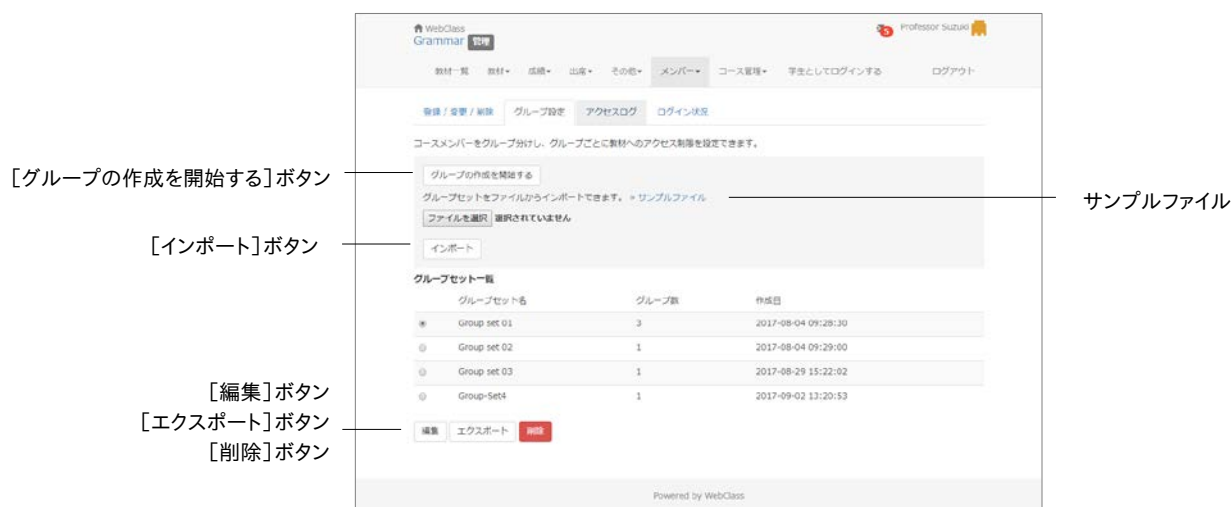 WebClass
Professor Suzuki
5
Grammar 管理
教材一覧 教材 成績 出席 その他 メンバー コース管理 学生としてログインする ログアウト
登録 / 変更 / 削除 グループ設定 アクセスログ ログイン状況
コースメンバーをグループ分けし、グループごとに教材へのアクセス制限を設定できます。
[グループの作成を開始する]ボタン
グループの作成を開始する
グループセットをファイルからインポートできます。 » サンプルファイル
サンプルファイル
ファイルを選択 選択されていません
[インポート]ボタン
インポート
グループセット一覧
グループセット名 グループ数 作成日
Group set 01 3 2017-08-04 09:28:30
Group set 02 1 2017-08-04 09:29:00
Group set 03 1 2017-08-29 15:22:02
Group-Set4 1 2017-09-02 13:20:53
[編集]ボタン
[エクスポート]ボタン
[削除]ボタン
編集 エクスポート 削除
Powered by WebClass